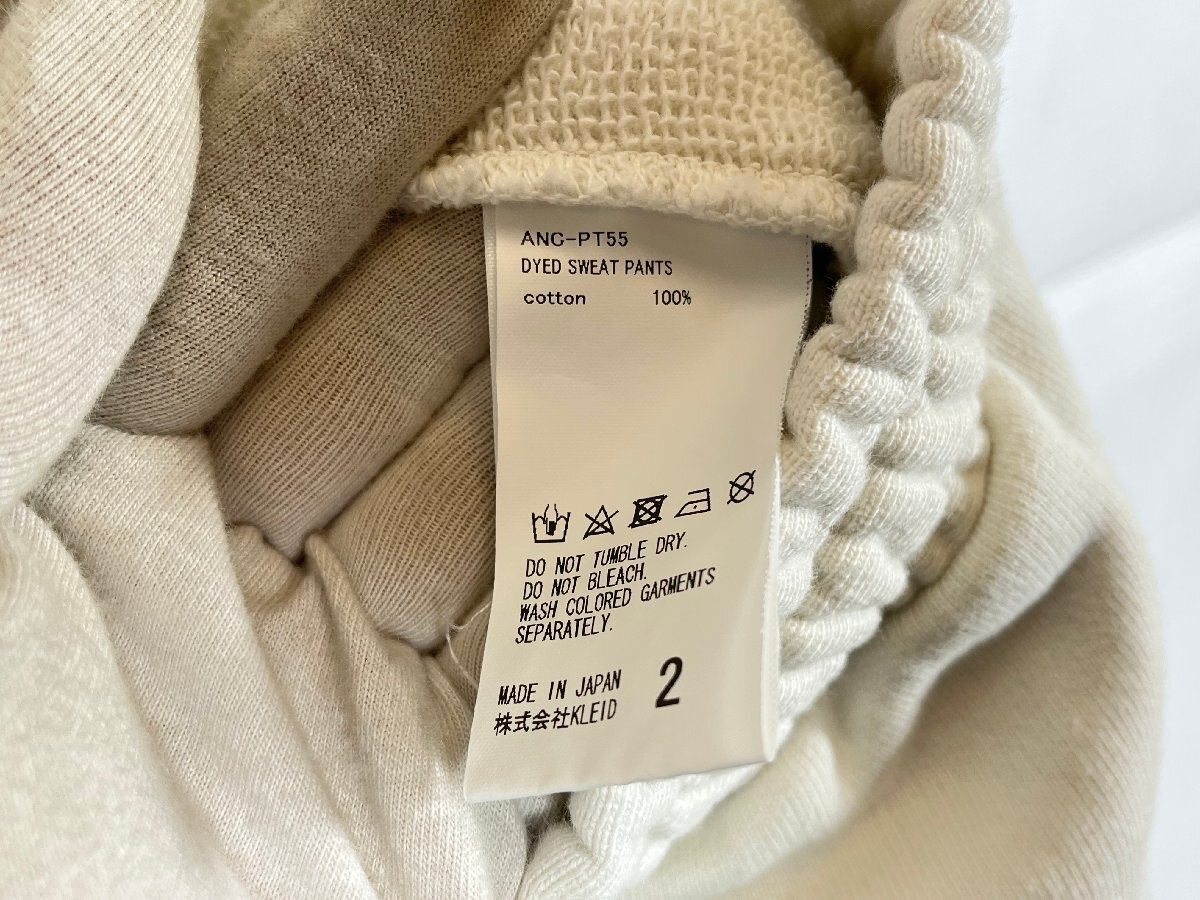 ANC-PT55
DYED SWEAT PANTS
cotton 100%
DO NOT TUMBLE DRY.
DO NOT BLEACH.
WASH COLORED GARMENTS
SEPARATELY.
MADE IN JAPAN
株式会社KLEID
2